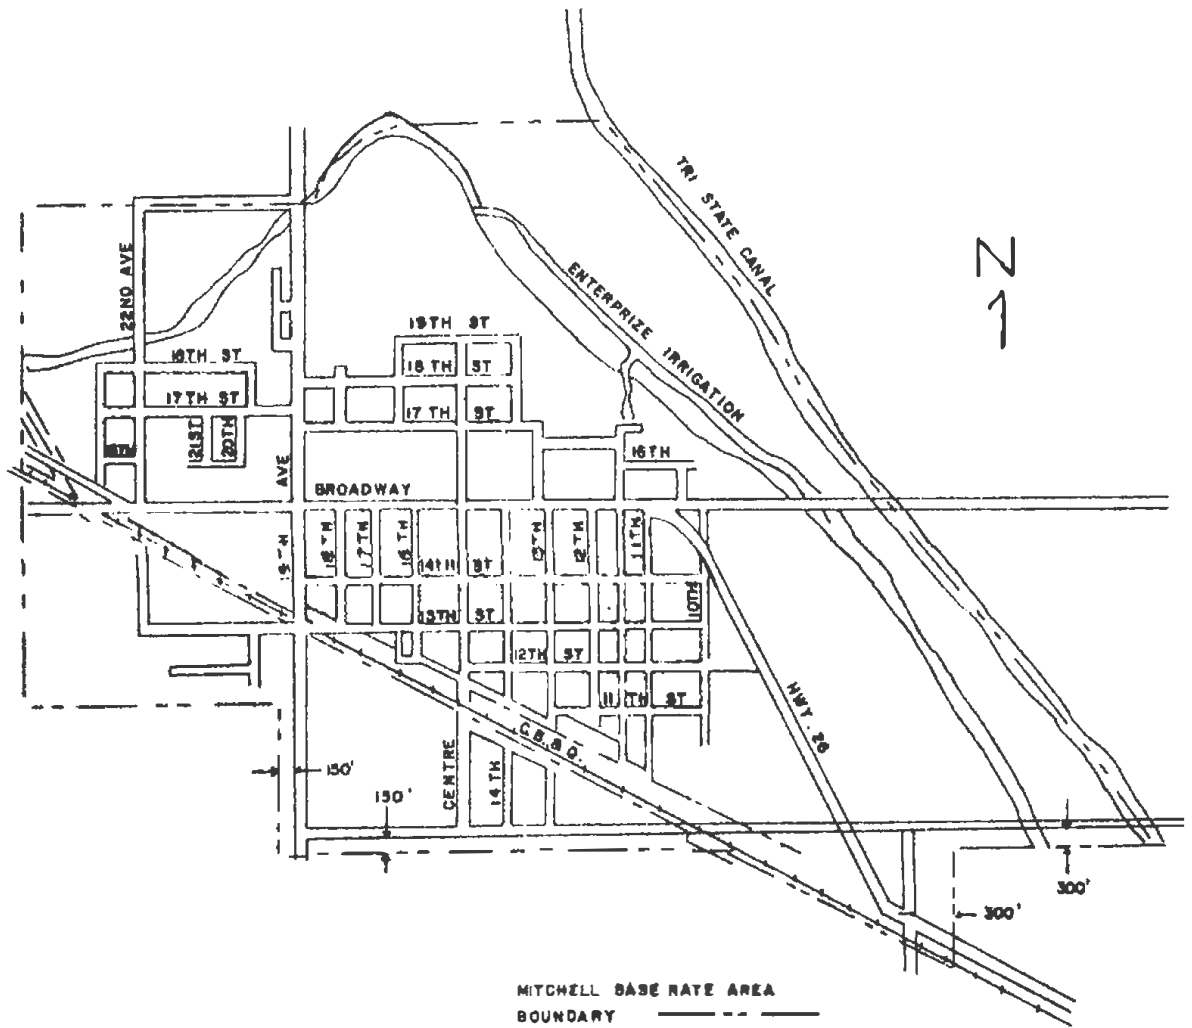 TRI STATE CANAL
N
22ND AVE
ENTERPRIZE IRRIGATION
19TH ST
18TH ST
18TH ST
17TH ST
17TH ST
21ST
20TH
16TH
AVE
BROADWAY
19TH
18TH
17TH
16TH
14TH ST
13TH
12TH
11TH
10TH
13TH ST
12TH ST
11TH ST
HWY. 26
C.B.& Q.
CENTRE
14TH
150'
150'
300'
300'
MITCHELL BASE RATE AREA
BOUNDARY